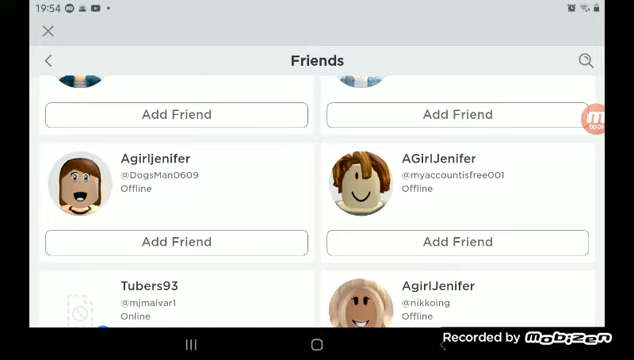 19:54
Friends
Add Friend
Add Friend
Agirljenifer
@DogsMan0609
Offline
AGirlJenifer
@myaccountisfree001
Offline
Add Friend
Add Friend
Tubers93
@mjmalvar1
Online
AgirlJenifer
@nikkoing
Offline
Recorded by Mobizen